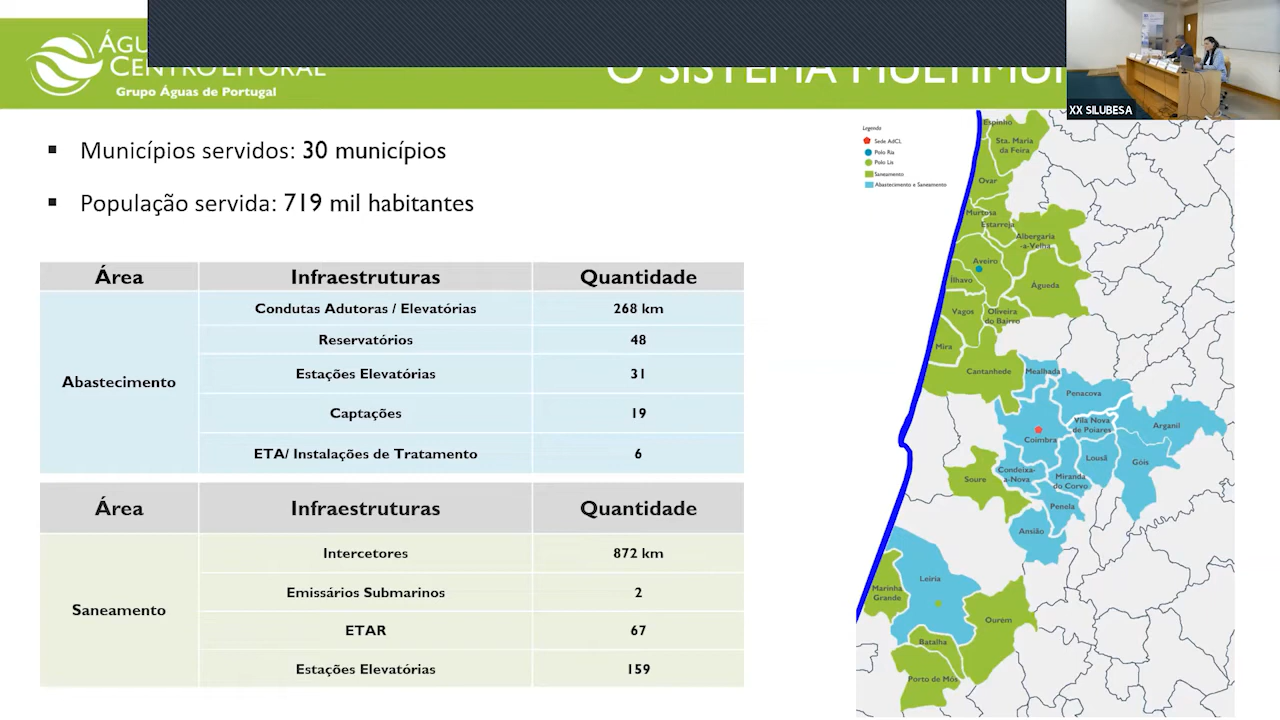 CENTRO LITORAL
Grupo Águas de Portugal
O SISTEMA
XX SILUBESA
▪ Municípios servidos: 30 municípios
▪ População servida: 719 mil habitantes
Área Infraestruturas Quantidade
Abastecimento
Condutas Adutoras / Elevatórias 268 km
Reservatórios 48
Estações Elevatórias 31
Captações 19
ETA/ Instalações de Tratamento 6
Área Infraestruturas Quantidade
Saneamento
Intercetores 872 km
Emissários Submarinos 2
ETAR 67
Estações Elevatórias 159
Legenda
Sede AdCL
Polo Ria
Polo Lis
Saneamento
Abastecimento e Saneamento
Espinho
Sta. Maria
da Feira
Ovar
Murtosa
Estarreja
Albergaria
-a-Velha
Aveiro
Ílhavo
Águeda
Vagos
Oliveira
do Bairro
Mira
Cantanhede
Mealhada
Penacova
Vila Nova
de Poiares
Arganil
Coimbra
Lousã
Góis
Condeixa-
a-Nova
Soure
Miranda
do Corvo
Penela
Ansião
Leiria
Marinha
Grande
Ourem
Batalha
Porto de Mós